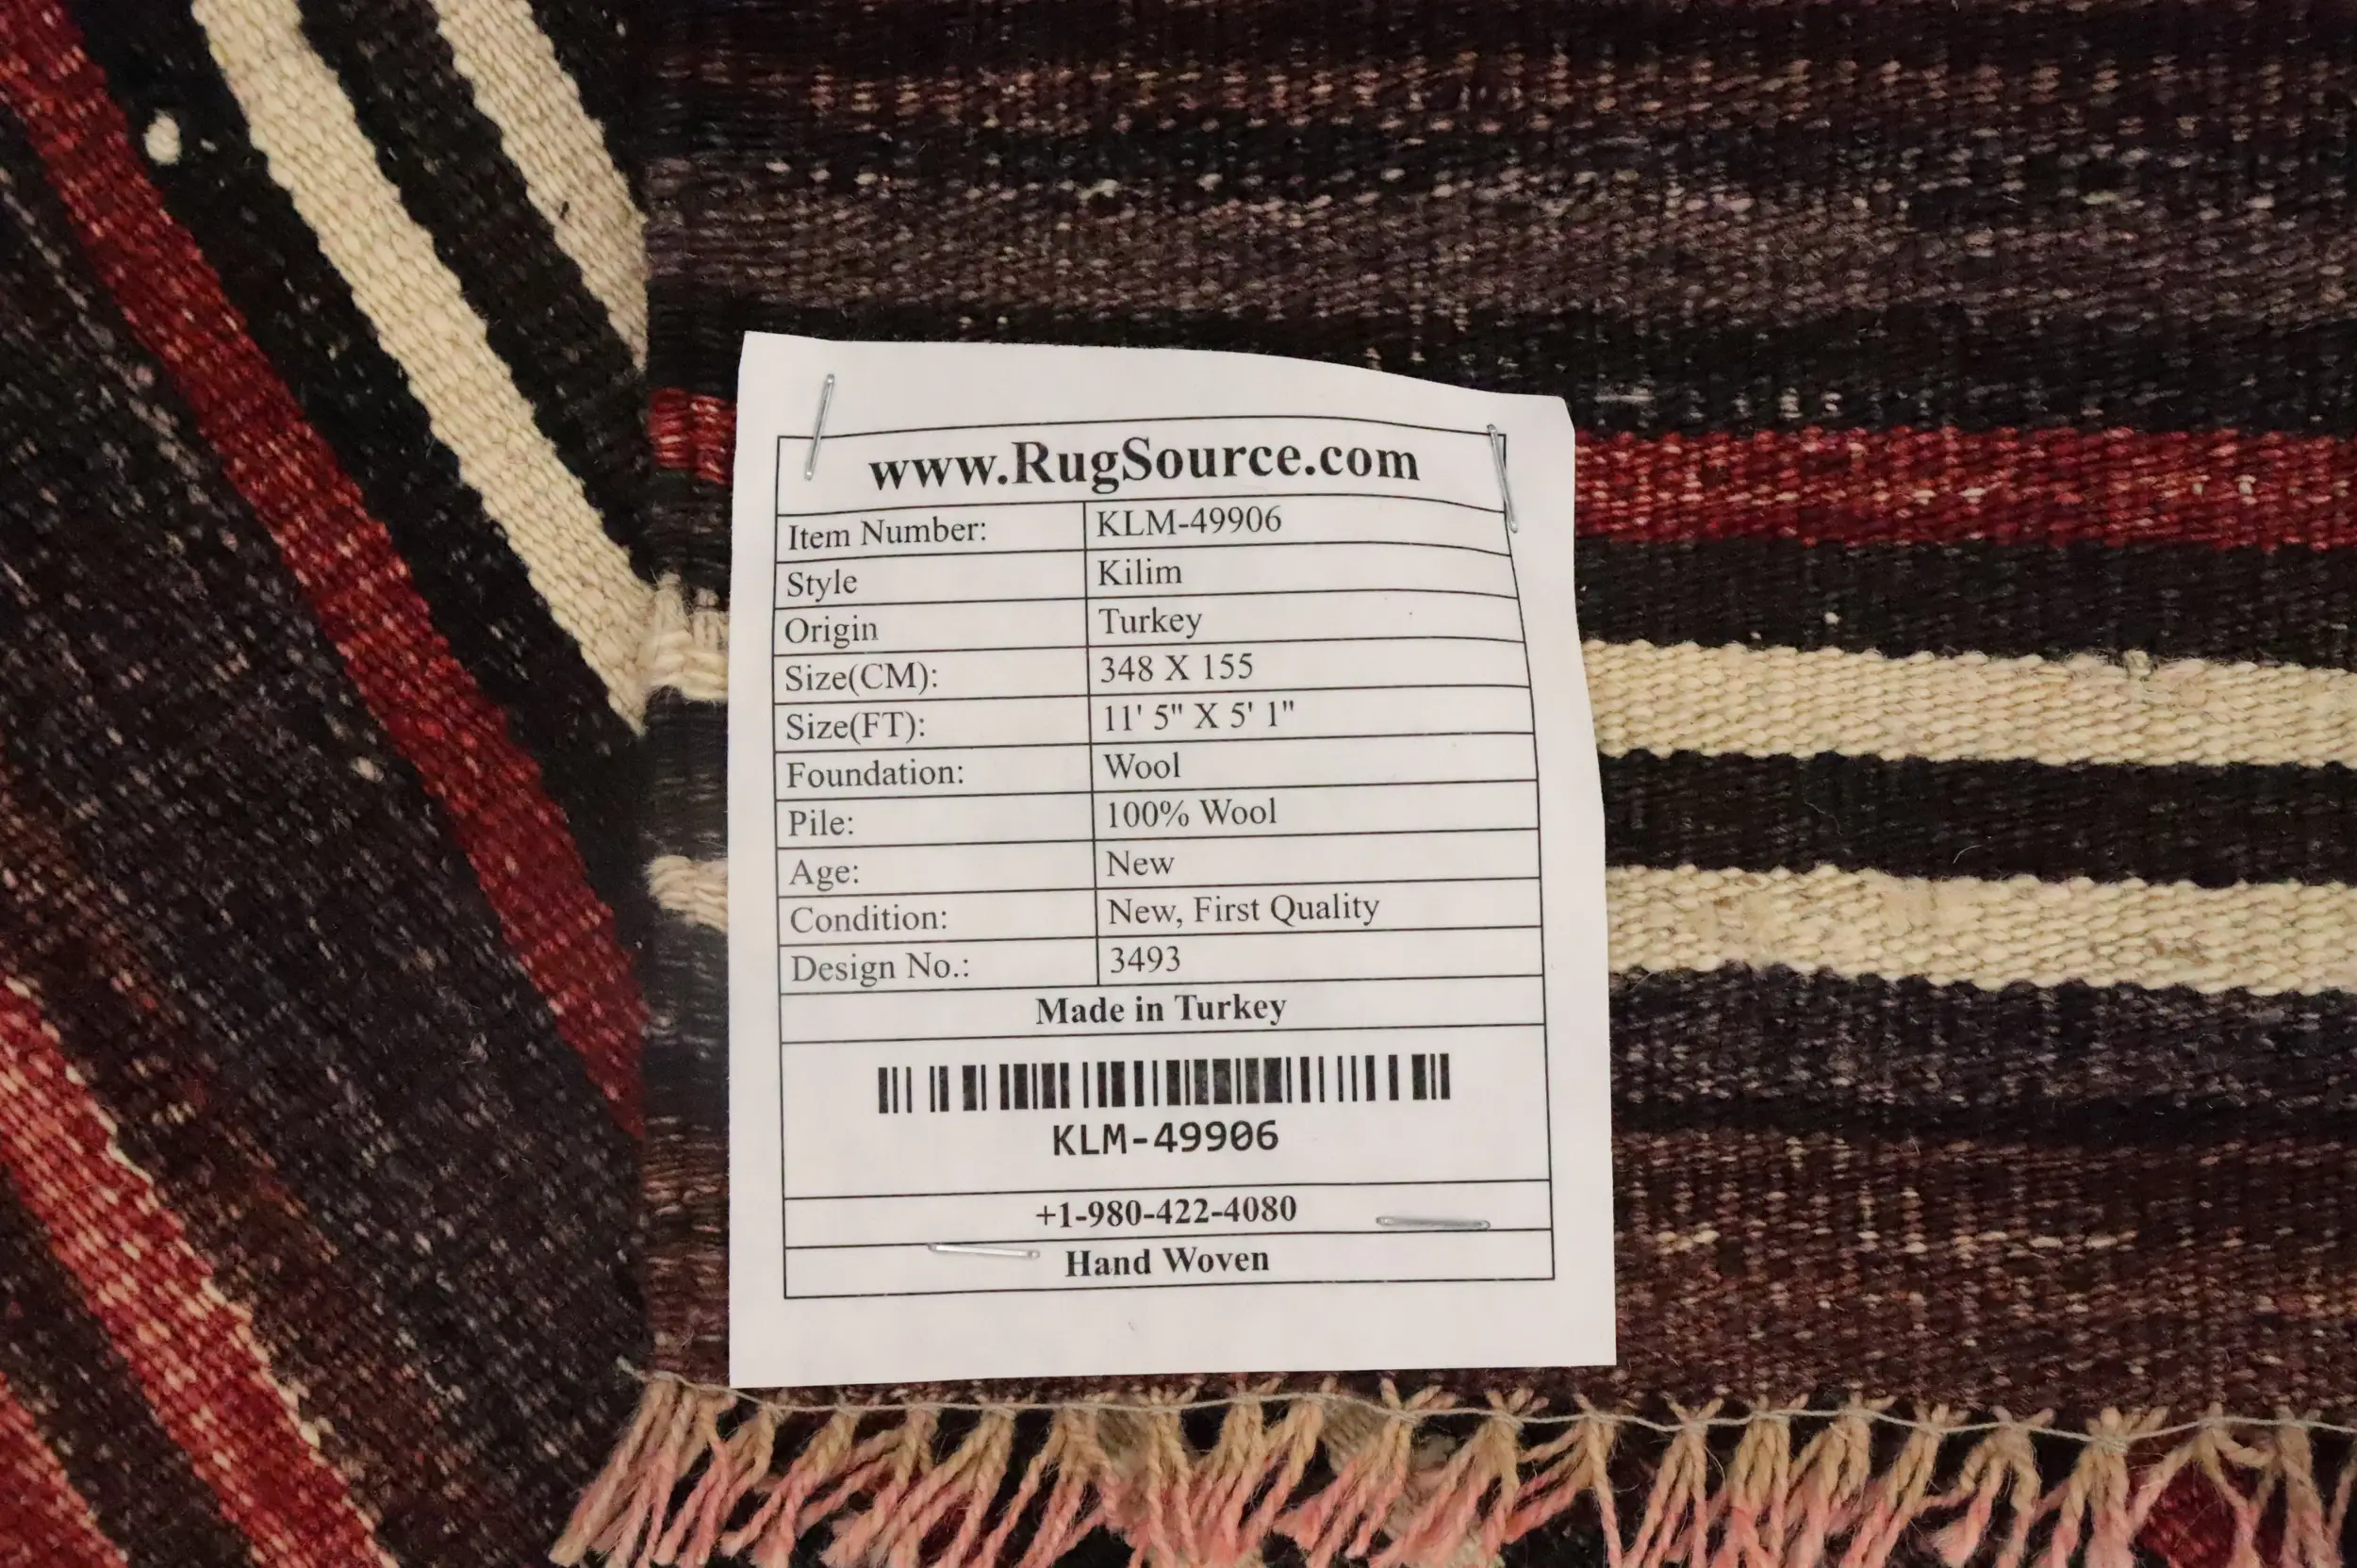 www.RugSource.com
Item Number: KLM-49906
Style Kilim
Origin Turkey
Size(CM): 348 X 155
Size(FT): 11' 5" X 5' 1"
Foundation: Wool
Pile: 100% Wool
Age: New
Condition: New, First Quality
Design No.: 3493
Made in Turkey
KLM-49906
+1-980-422-4080
Hand Woven